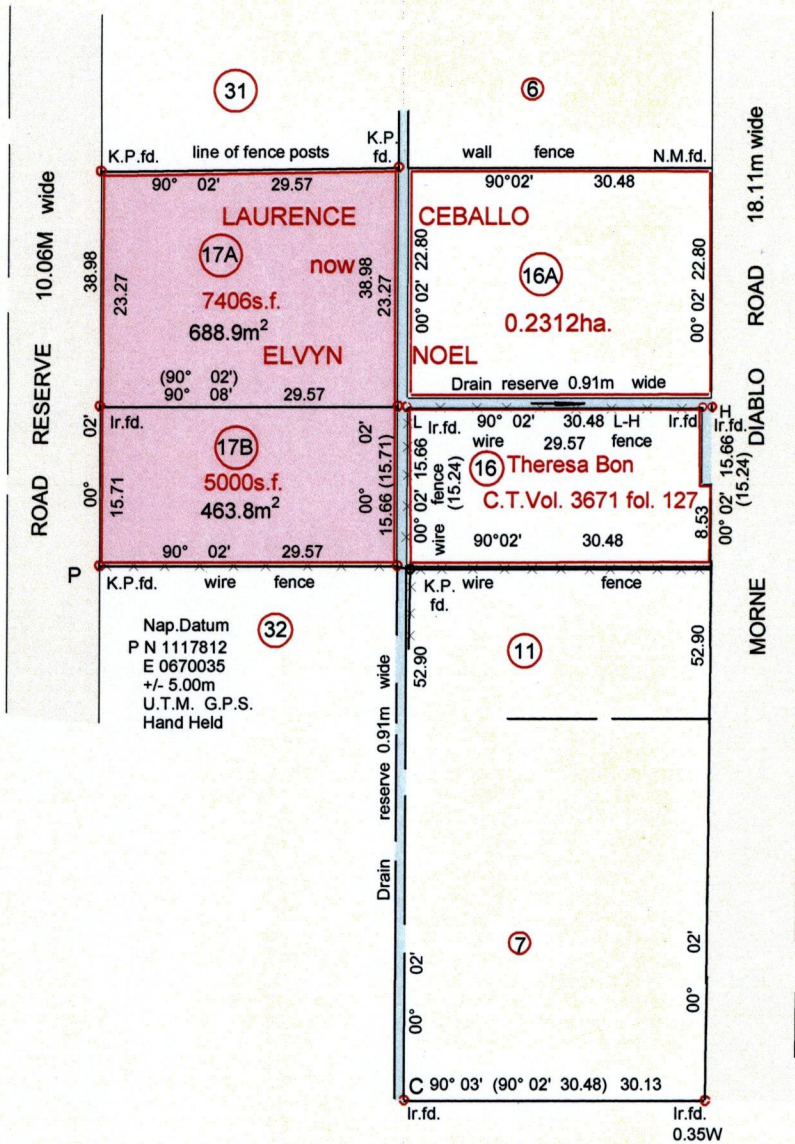 31
6
K.P.fd.
line of fence posts
K.P.
fd.
wall fence
N.M.fd.
90° 02' 29.57
90°02' 30.48
LAURENCE CEBALLO
17A
now
16A
7406s.f.
688.9m²
0.2312ha.
38.98
23.27
38.98
23.27
00° 02' 22.80
00° 02' 22.80
ELVYN NOEL
(90° 02')
90° 08' 29.57
Drain reserve 0.91m wide
Ir.fd.
L Ir.fd. 90° 02' 30.48 L-H Ir.fd.
H
Ir.fd.
wire 29.57 fence
17B
5000s.f.
463.8m²
16 Theresa Bon
C.T.Vol. 3671 fol. 127
00° 02'
15.71
00° 02'
15.66 (15.71)
00° 02' 15.66
(15.24)
wire fence
8.53
00° 02' 15.66
(15.24)
90° 02' 29.57
90°02' 30.48
P
K.P.fd. wire fence
K.P. wire fence
fd.
Nap.Datum
P N 1117812
E 0670035
+/- 5.00m
U.T.M. G.P.S.
Hand Held
32
11
52.90
52.90
Drain reserve 0.91m wide
7
00° 02'
00° 02'
C 90° 03' (90° 02' 30.48) 30.13
Ir.fd.
Ir.fd.
0.35W
ROAD RESERVE 10.06M wide
MORNE DIABLO ROAD 18.11m wide